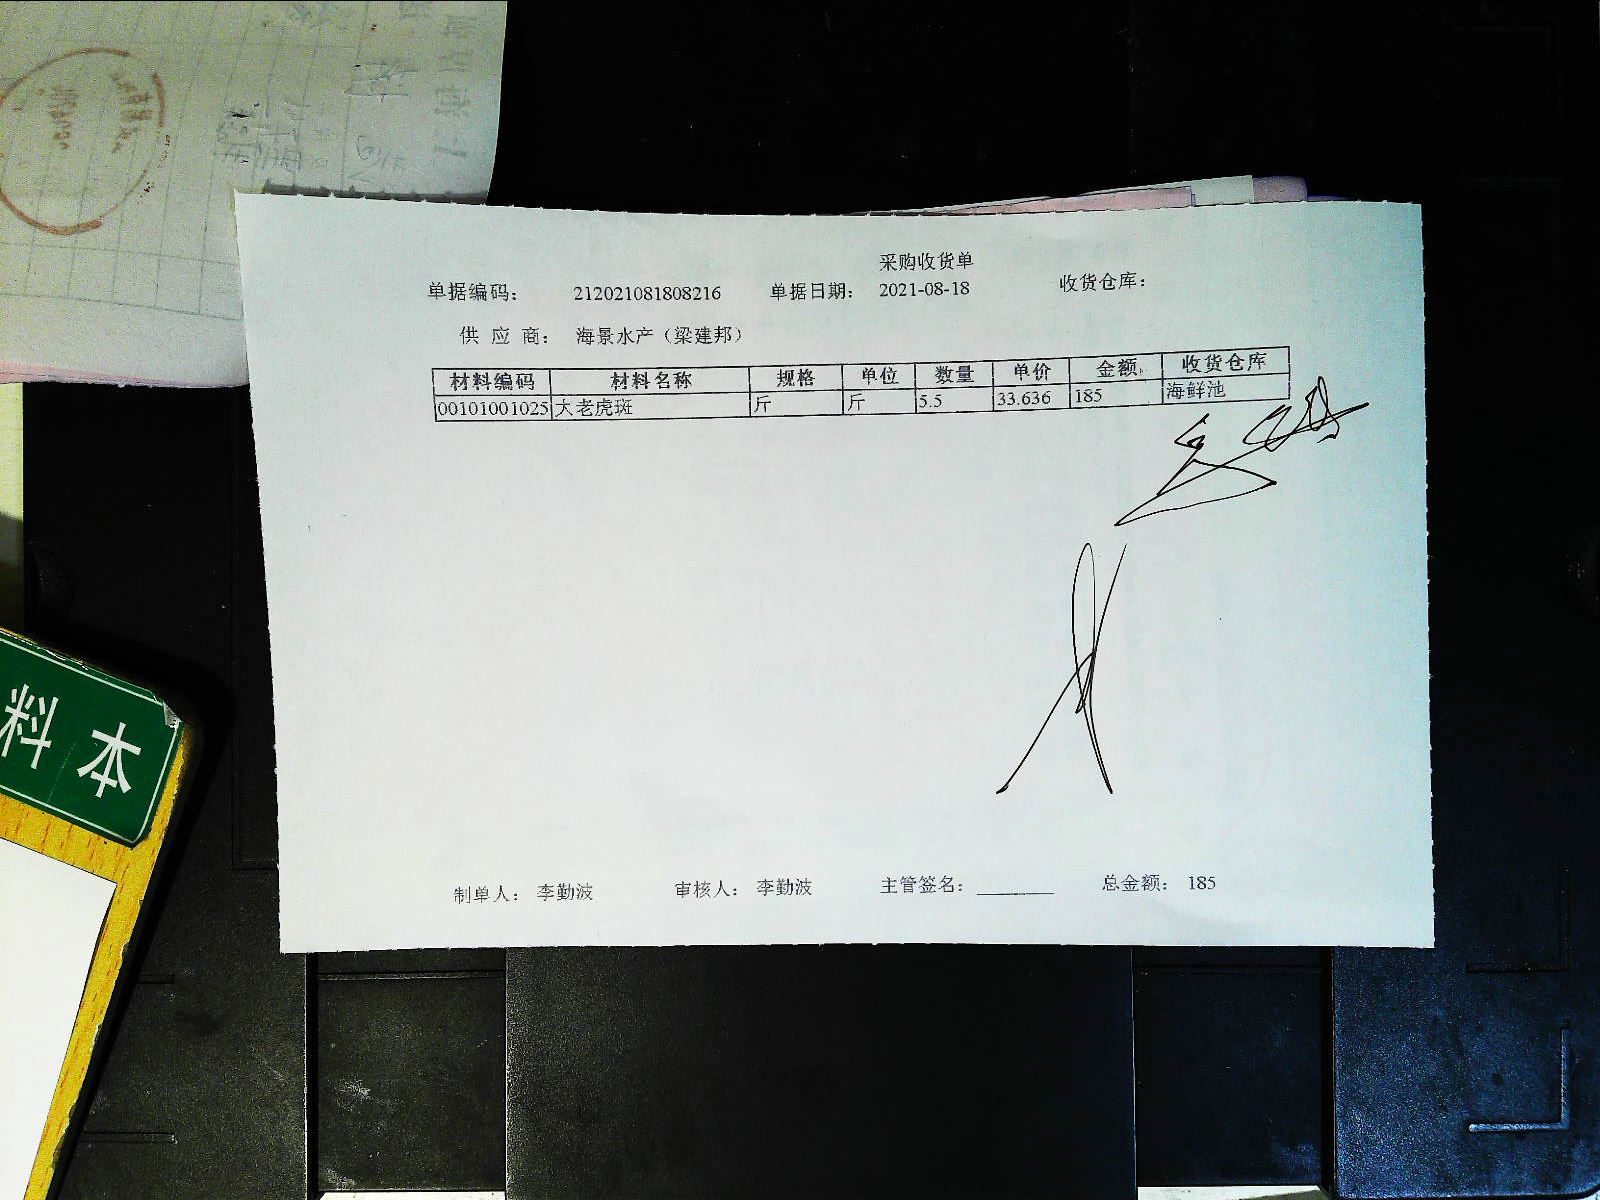 采购收货单
单据编码： 212021081808216 单据日期： 2021-08-18 收货仓库：
供 应 商： 海景水产（梁建邦）
材料编码 材料名称 规格 单位 数量 单价 金额 收货仓库
00101001025 大老虎斑 斤 斤 5.5 33.636 185 海鲜池
制单人： 李勤波 审核人： 李勤波 主管签名： 总金额： 185
本
料